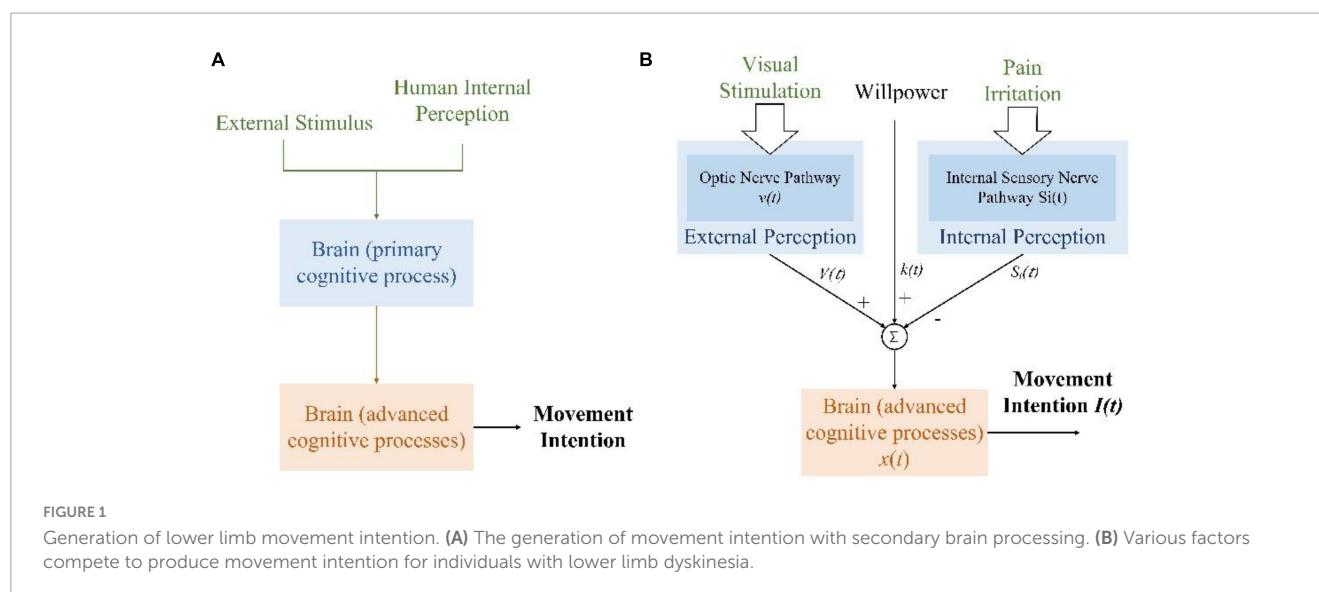 A
External Stimulus
Human Internal
Perception
Brain (primary
cognitive process)
Brain (advanced
cognitive processes)
Movement
Intention
B
Visual
Stimulation
Willpower
Pain
Irritation
Optic Nerve Pathway
v(t)
External Perception
Internal Sensory Nerve
Pathway Si(t)
Internal Perception
V(t)
+
k(t)
+
Sᵢ(t)
-
Σ
Brain (advanced
cognitive processes)
x(t)
Movement
Intention I(t)
FIGURE 1
Generation of lower limb movement intention. (A) The generation of movement intention with secondary brain processing. (B) Various factors
compete to produce movement intention for individuals with lower limb dyskinesia.